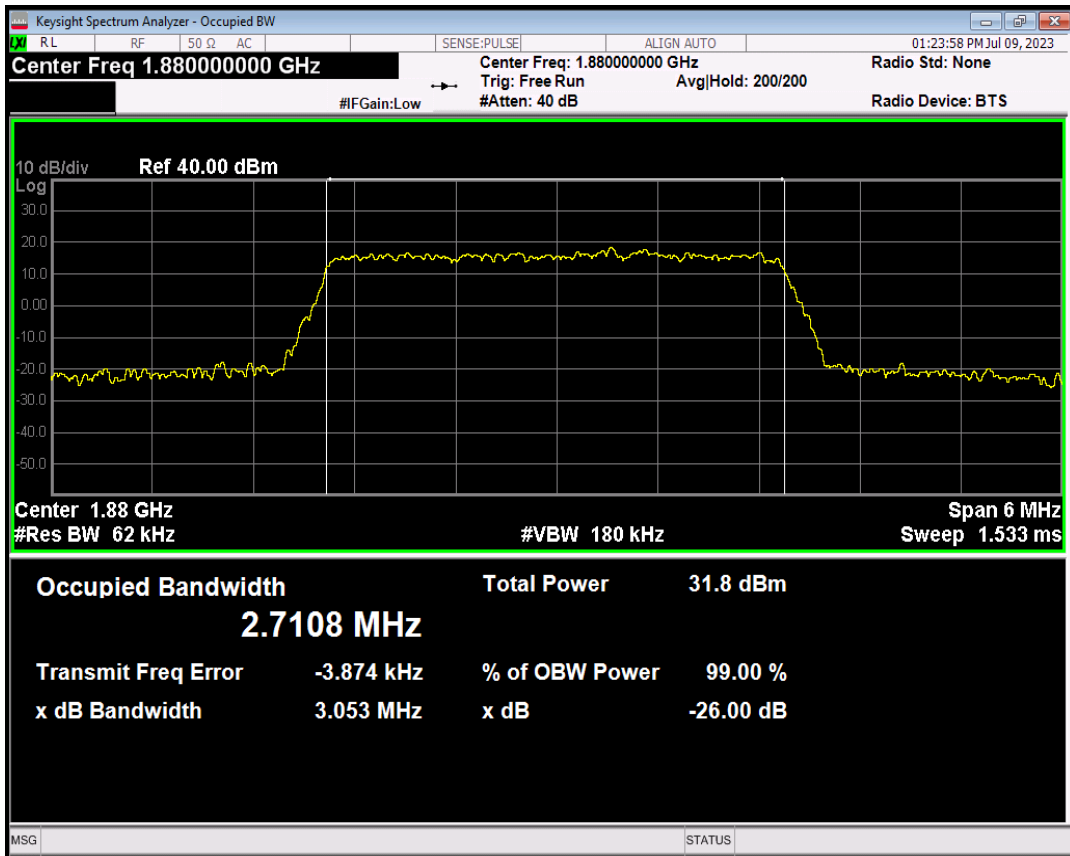 Keysight Spectrum Analyzer - Occupied BW
LXI RL RF 50 Ω AC SENSE:PULSE ALIGN AUTO 01:23:58 PM Jul 09, 2023
Center Freq 1.880000000 GHz Center Freq: 1.880000000 GHz Radio Std: None
Trig: Free Run Avg|Hold: 200/200
#IFGain:Low #Atten: 40 dB Radio Device: BTS
10 dB/div Ref 40.00 dBm
Log
30.0
20.0
10.0
0.00
-10.0
-20.0
-30.0
-40.0
-50.0
Center 1.88 GHz Span 6 MHz
#Res BW 62 kHz #VBW 180 kHz Sweep 1.533 ms
Occupied Bandwidth Total Power 31.8 dBm
2.7108 MHz
Transmit Freq Error -3.874 kHz % of OBW Power 99.00 %
x dB Bandwidth 3.053 MHz x dB -26.00 dB
MSG STATUS